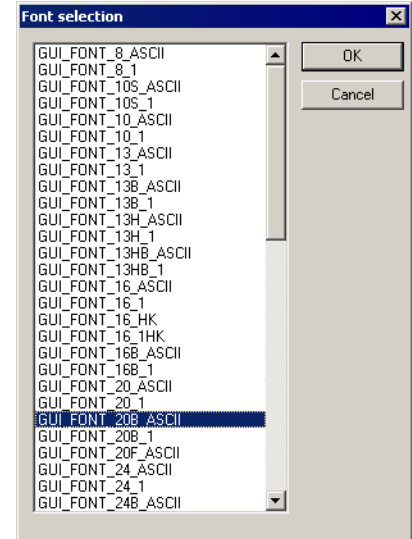 Font selection
GUI_FONT_8_ASCII
GUI_FONT_8_1
GUI_FONT_10S_ASCII
GUI_FONT_10S_1
GUI_FONT_10_ASCII
GUI_FONT_10_1
GUI_FONT_13_ASCII
GUI_FONT_13_1
GUI_FONT_13B_ASCII
GUI_FONT_13B_1
GUI_FONT_13H_ASCII
GUI_FONT_13H_1
GUI_FONT_13HB_ASCII
GUI_FONT_13HB_1
GUI_FONT_16_ASCII
GUI_FONT_16_1
GUI_FONT_16_HK
GUI_FONT_16_1HK
GUI_FONT_16B_ASCII
GUI_FONT_16B_1
GUI_FONT_20_ASCII
GUI_FONT_20_1
GUI_FONT_20B_ASCII
GUI_FONT_20B_1
GUI_FONT_20F_ASCII
GUI_FONT_24_ASCII
GUI_FONT_24_1
GUI_FONT_24B_ASCII
OK
Cancel